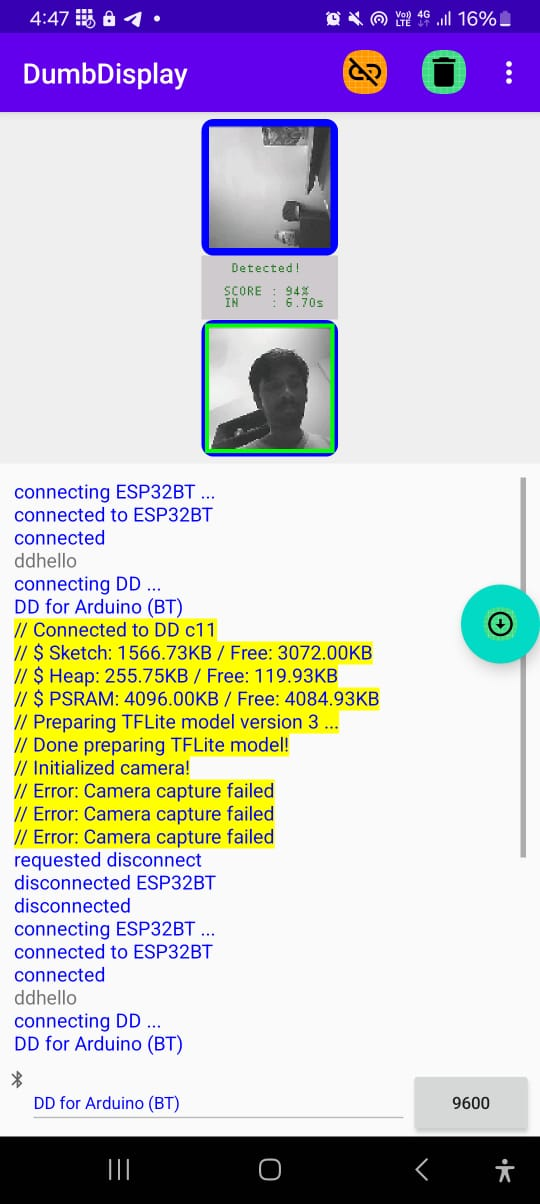 4:47
Vo)) LTE 4G 16%
DumbDisplay
Detected!
SCORE : 94%
IN : 6.70s
connecting ESP32BT ...
connected to ESP32BT
connected
ddhello
connecting DD ...
DD for Arduino (BT)
// Connected to DD c11
// $ Sketch: 1566.73KB / Free: 3072.00KB
// $ Heap: 255.75KB / Free: 119.93KB
// $ PSRAM: 4096.00KB / Free: 4084.93KB
// Preparing TFLite model version 3 ...
// Done preparing TFLite model!
// Initialized camera!
// Error: Camera capture failed
// Error: Camera capture failed
// Error: Camera capture failed
requested disconnect
disconnected ESP32BT
disconnected
connecting ESP32BT ...
connected to ESP32BT
connected
ddhello
connecting DD ...
DD for Arduino (BT)
DD for Arduino (BT)
9600